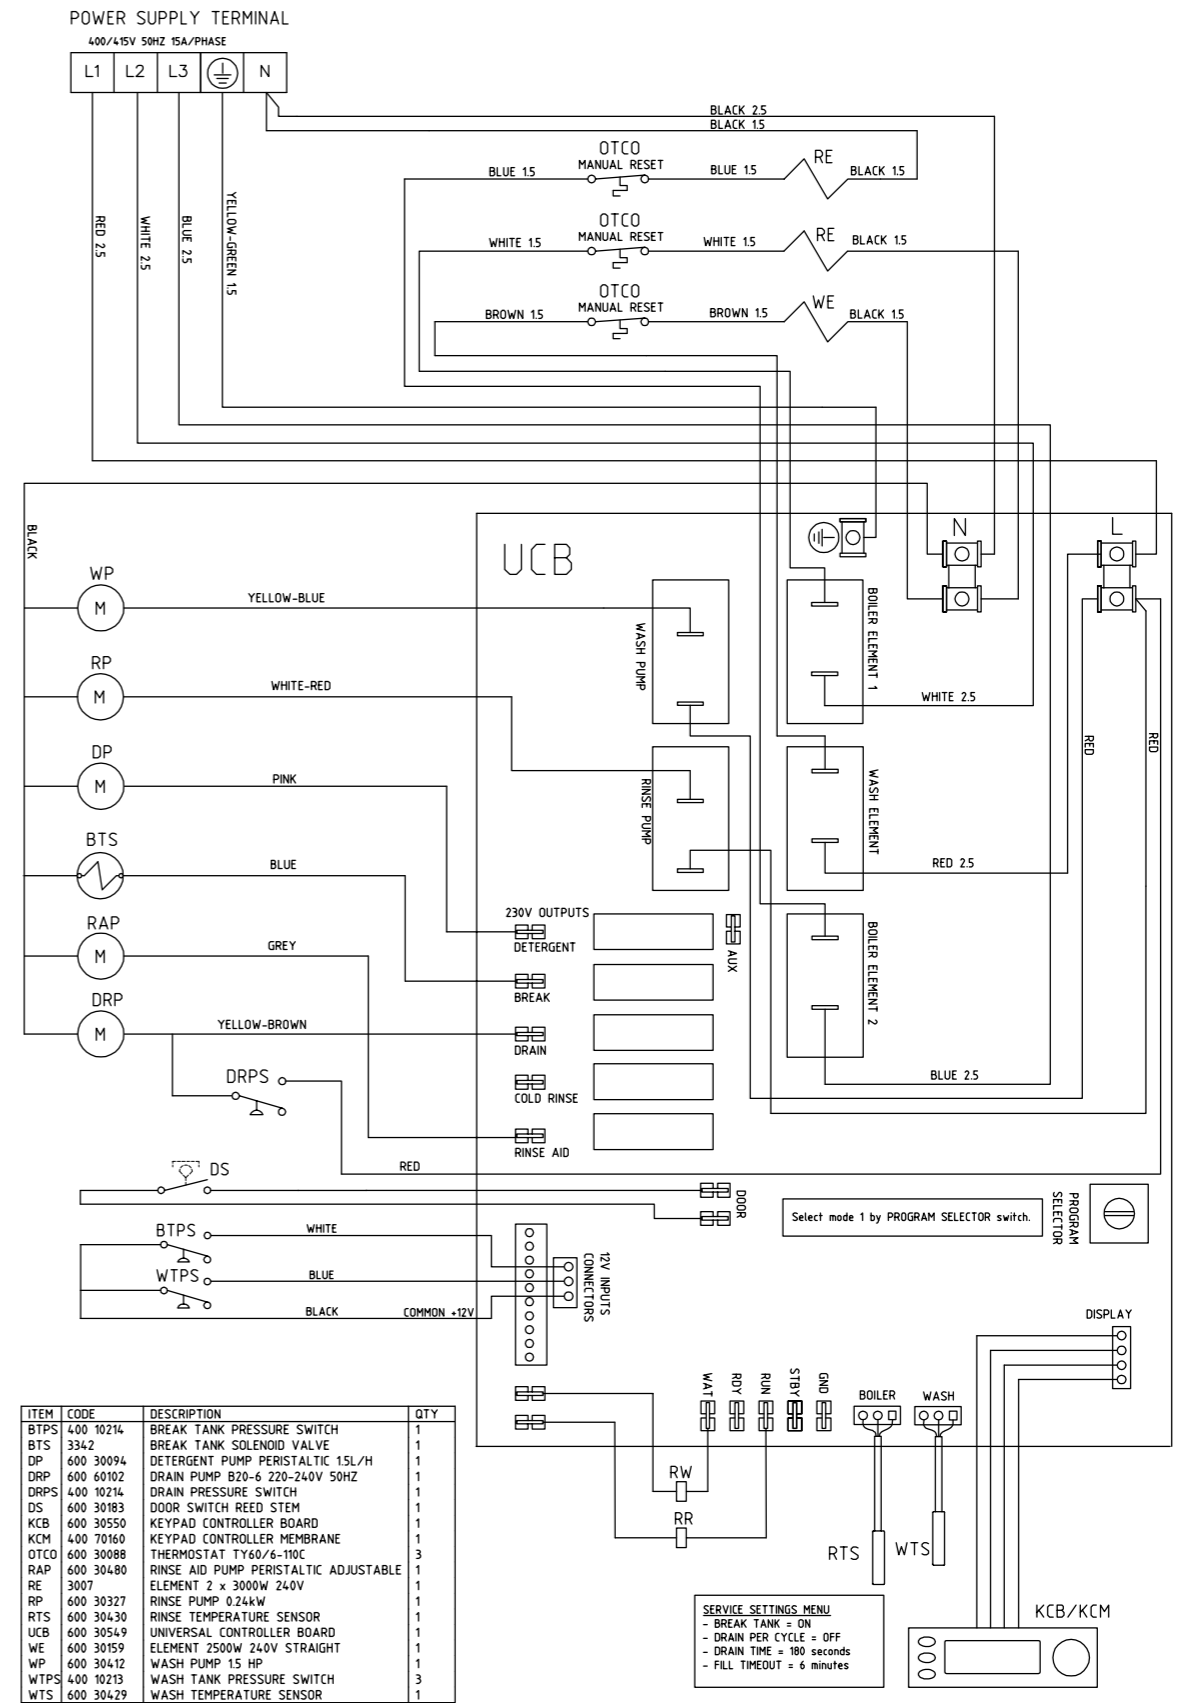 POWER SUPPLY TERMINAL
400/415V 50HZ 15A/PHASE
L1 L2 L3 N
BLACK 2.5
BLACK 1.5
OTCO
MANUAL RESET
BLUE 1.5
BLUE 1.5
RE
BLACK 1.5
OTCO
MANUAL RESET
WHITE 1.5
WHITE 1.5
RE
BLACK 1.5
OTCO
MANUAL RESET
BROWN 1.5
BROWN 1.5
WE
BLACK 1.5
RED 2.5
WHITE 2.5
BLUE 2.5
YELLOW-GREEN 1.5
BLACK
UCB
N
L
WP
M
YELLOW-BLUE
WASH PUMP
BOILER ELEMENT 1
RP
M
WHITE-RED
WHITE 2.5
RED
RED
DP
M
PINK
RINSE PUMP
WASH ELEMENT
BTS
BLUE
RED 2.5
RAP
M
GREY
230V OUTPUTS
DETERGENT
AUX
BOILER ELEMENT 2
BREAK
DRP
M
YELLOW-BROWN
DRAIN
DRPS
BLUE 2.5
COLD RINSE
RINSE AID
RED
DS
DOOR
Select mode 1 by PROGRAM SELECTOR switch.
PROGRAM
SELECTOR
BTPS
WHITE
WTPS
BLUE
BLACK
COMMON +12V
12V INPUTS
CONNECTORS
DISPLAY
WAT
RDY
RUN
STBY
GND
BOILER
WASH
RW
RR
RTS
WTS
KCB/KCM
SERVICE SETTINGS MENU
- BREAK TANK = ON
- DRAIN PER CYCLE = OFF
- DRAIN TIME = 180 seconds
- FILL TIMEOUT = 6 minutes
ITEM CODE DESCRIPTION QTY
BTPS 400 10214 BREAK TANK PRESSURE SWITCH 1
BTS 3342 BREAK TANK SOLENOID VALVE 1
DP 600 30094 DETERGENT PUMP PERISTALTIC 1.5L/H 1
DRP 600 60102 DRAIN PUMP B20-6 220-240V 50HZ 1
DRPS 400 10214 DRAIN PRESSURE SWITCH 1
DS 600 30183 DOOR SWITCH REED STEM 1
KCB 600 30550 KEYPAD CONTROLLER BOARD 1
KCM 400 70160 KEYPAD CONTROLLER MEMBRANE 1
OTCO 600 30088 THERMOSTAT TY60/6-110C 3
RAP 600 30480 RINSE AID PUMP PERISTALTIC ADJUSTABLE 1
RE 3007 ELEMENT 2 x 3000W 240V 1
RP 600 30327 RINSE PUMP 0.24kW 1
RTS 600 30430 RINSE TEMPERATURE SENSOR 1
UCB 600 30549 UNIVERSAL CONTROLLER BOARD 1
WE 600 30159 ELEMENT 2500W 240V STRAIGHT 1
WP 600 30412 WASH PUMP 1.5 HP 1
WTPS 400 10213 WASH TANK PRESSURE SWITCH 3
WTS 600 30429 WASH TEMPERATURE SENSOR 1